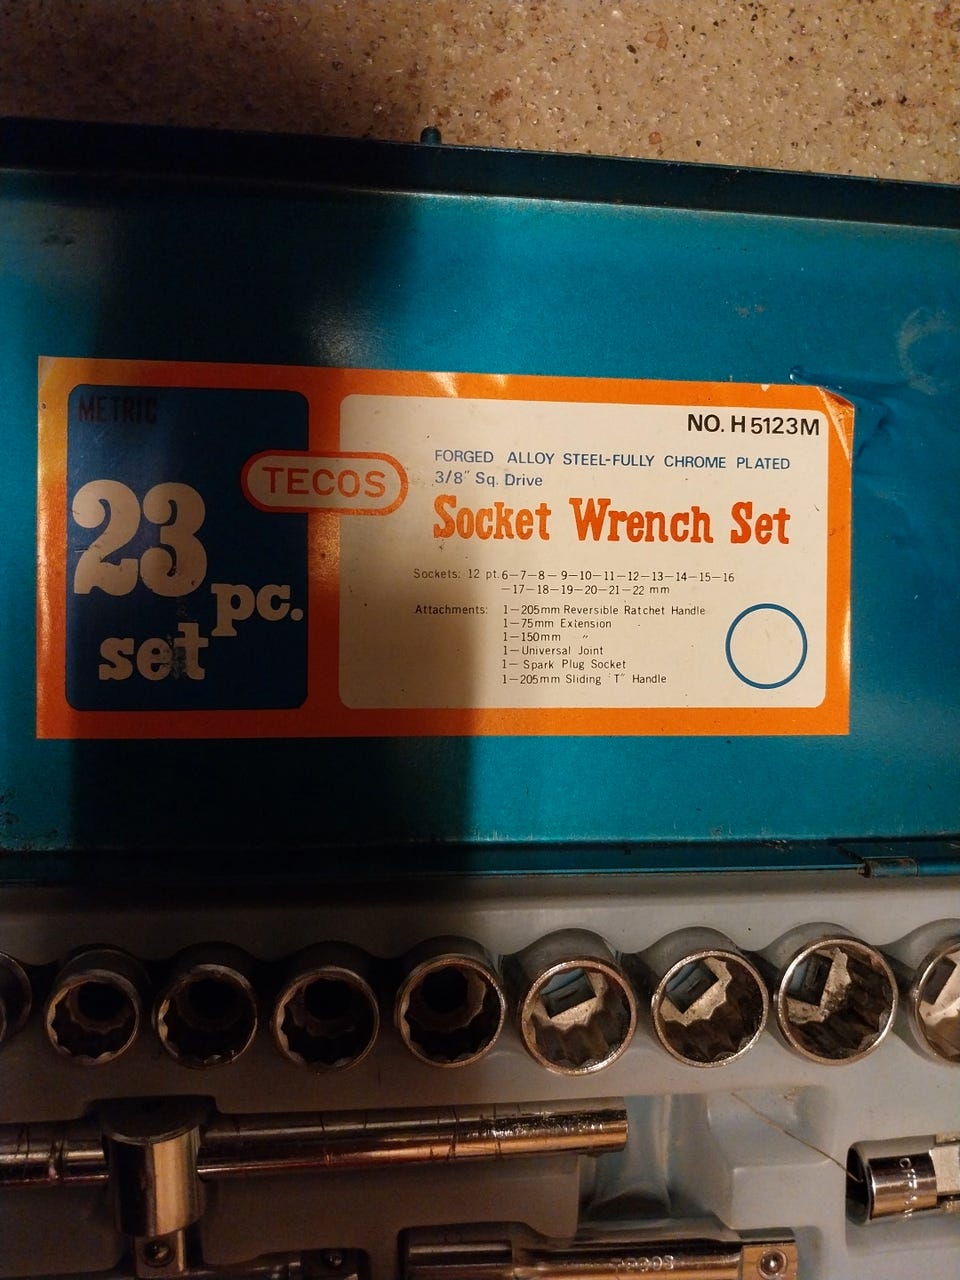 METRIC
23
pc.
set
TECOS
NO. H 5123M
FORGED ALLOY STEEL-FULLY CHROME PLATED
3/8" Sq. Drive
Socket Wrench Set
Sockets: 12 pt. 6-7-8-9-10-11-12-13-14-15-16
-17-18-19-20-21-22 mm
Attachments: 1-205mm Reversible Ratchet Handle
1-75mm Extension
1-150mm "
1-Universal Joint
1- Spark Plug Socket
1-205mm Sliding "T" Handle
TECOS